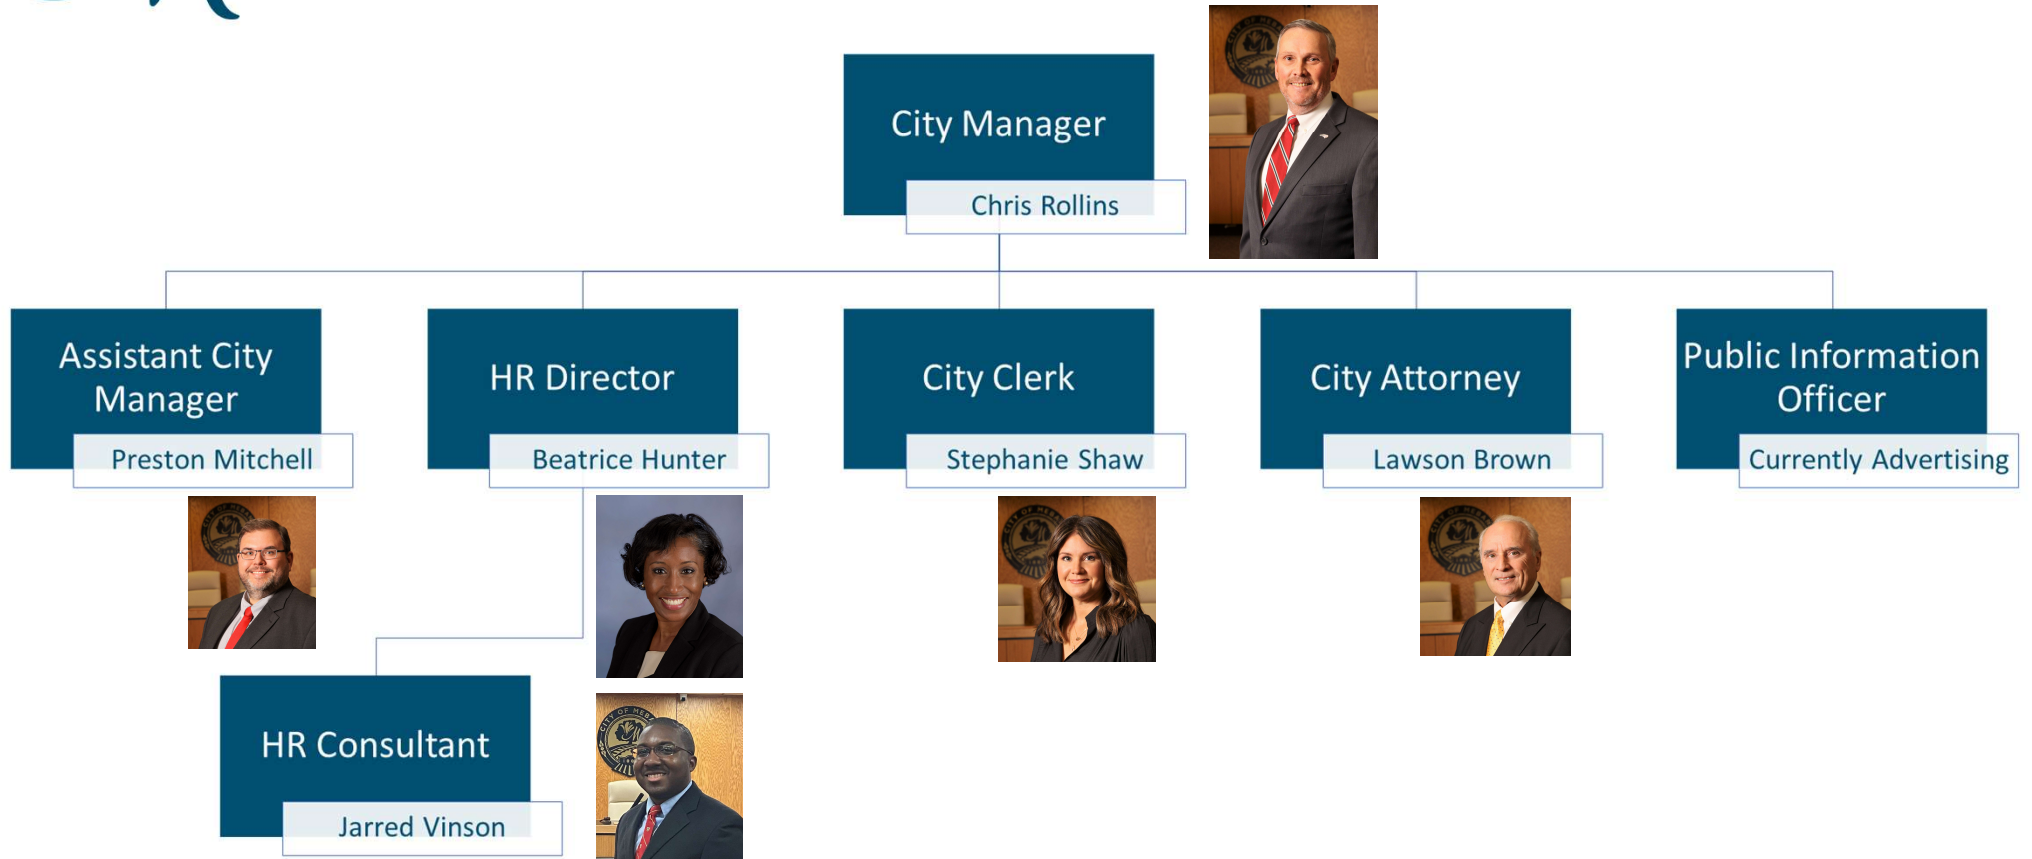 City Manager
Chris Rollins
Assistant City
Manager
Preston Mitchell
HR Director
Beatrice Hunter
City Clerk
Stephanie Shaw
City Attorney
Lawson Brown
Public Information
Officer
Currently Advertising
HR Consultant
Jarred Vinson